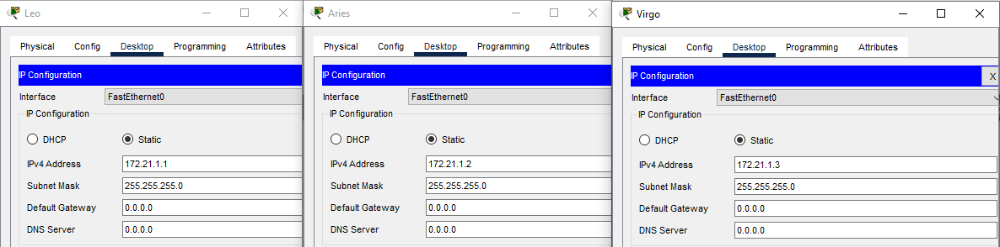 Leo
Physical Config Desktop Programming Attributes
IP Configuration
Interface FastEthernet0
IP Configuration
DHCP Static
IPv4 Address 172.21.1.1
Subnet Mask 255.255.255.0
Default Gateway 0.0.0.0
DNS Server 0.0.0.0
Aries
Physical Config Desktop Programming Attributes
IP Configuration
Interface FastEthernet0
IP Configuration
DHCP Static
IPv4 Address 172.21.1.2
Subnet Mask 255.255.255.0
Default Gateway 0.0.0.0
DNS Server 0.0.0.0
Virgo
Physical Config Desktop Programming Attributes
IP Configuration X
Interface FastEthernet0
IP Configuration
DHCP Static
IPv4 Address 172.21.1.3
Subnet Mask 255.255.255.0
Default Gateway 0.0.0.0
DNS Server 0.0.0.0